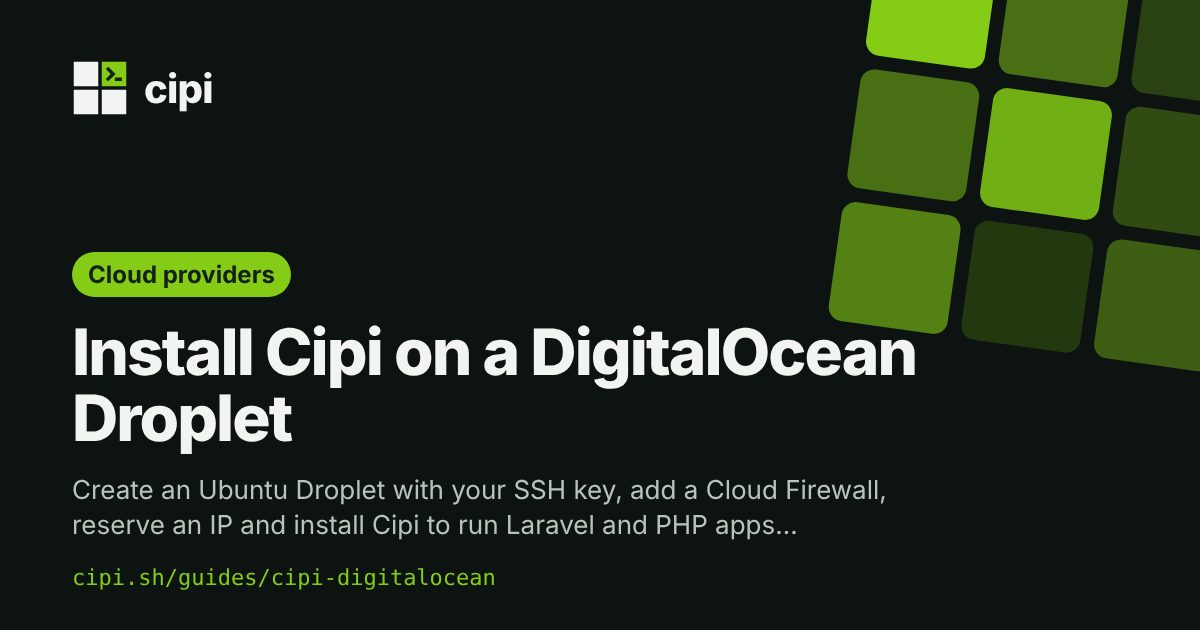 cipi
Cloud providers
Install Cipi on a DigitalOcean
Droplet
Create an Ubuntu Droplet with your SSH key, add a Cloud Firewall,
reserve an IP and install Cipi to run Laravel and PHP apps...
cipi.sh/guides/cipi-digitalocean